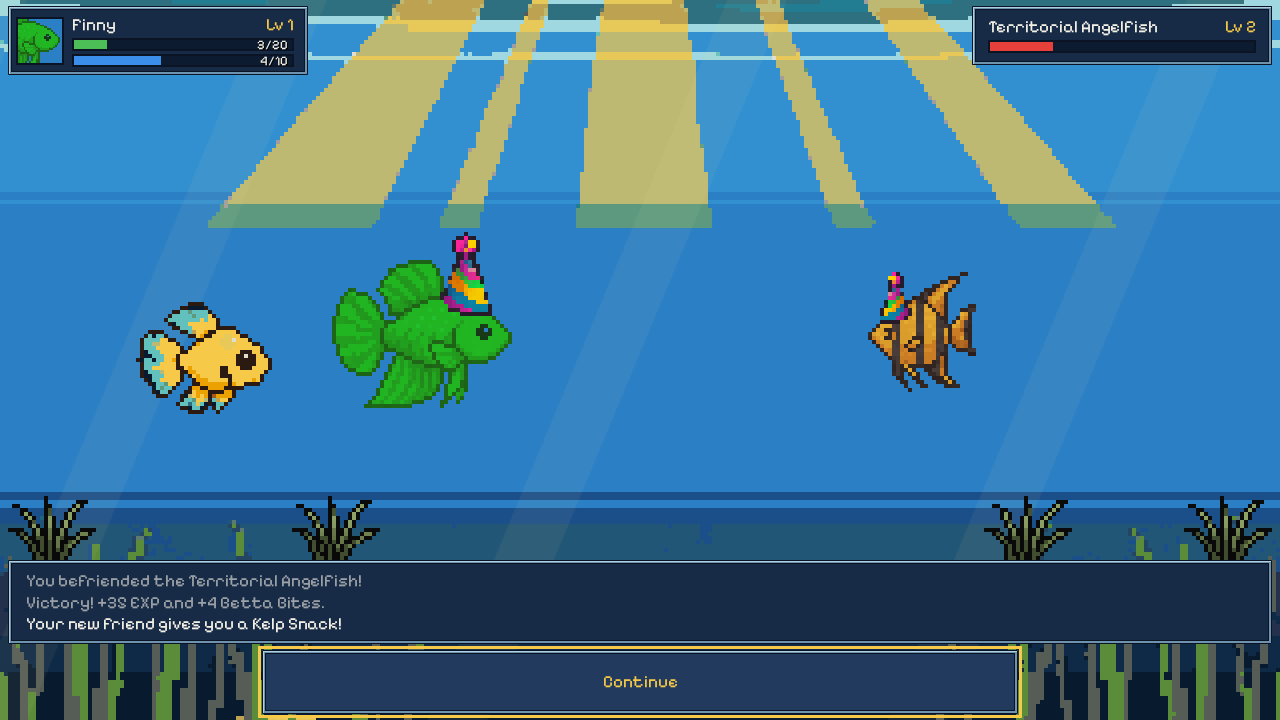 Finny Lv 1
3/20
4/10
Territorial Angelfish Lv 2
You befriended the Territorial Angelfish!
Victory! +35 EXP and +4 Betta Bites.
Your new friend gives you a Kelp Snack!
Continue